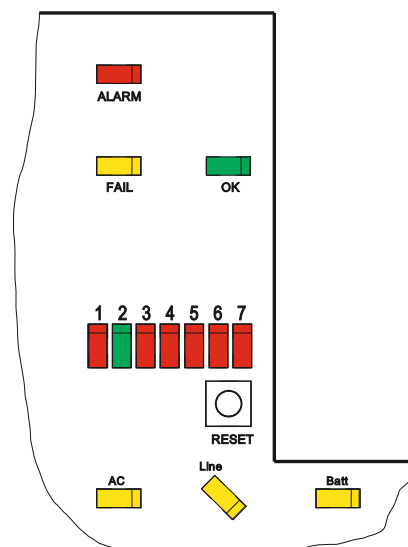 ALARM
FAIL OK
1 2 3 4 5 6 7
RESET
AC Line Batt